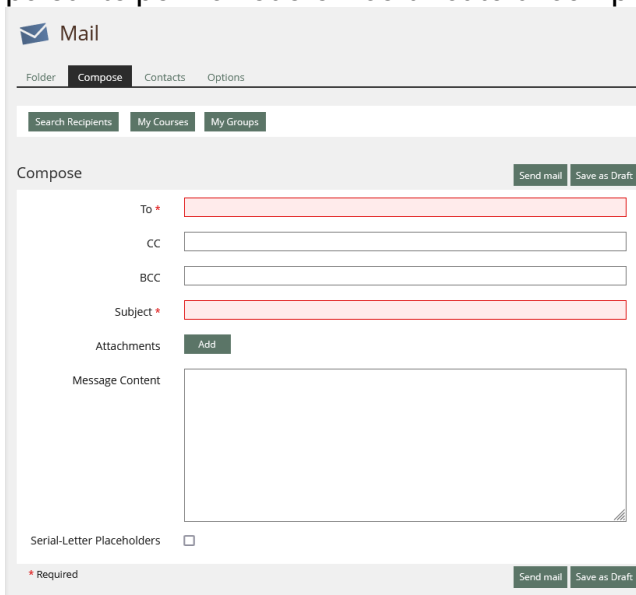 Mail
Folder Compose Contacts Options
Search Recipients My Courses My Groups
Compose Send mail Save as Draft
To *
CC
BCC
Subject *
Attachments Add
Message Content
Serial-Letter Placeholders
* Required Send mail Save as Draft